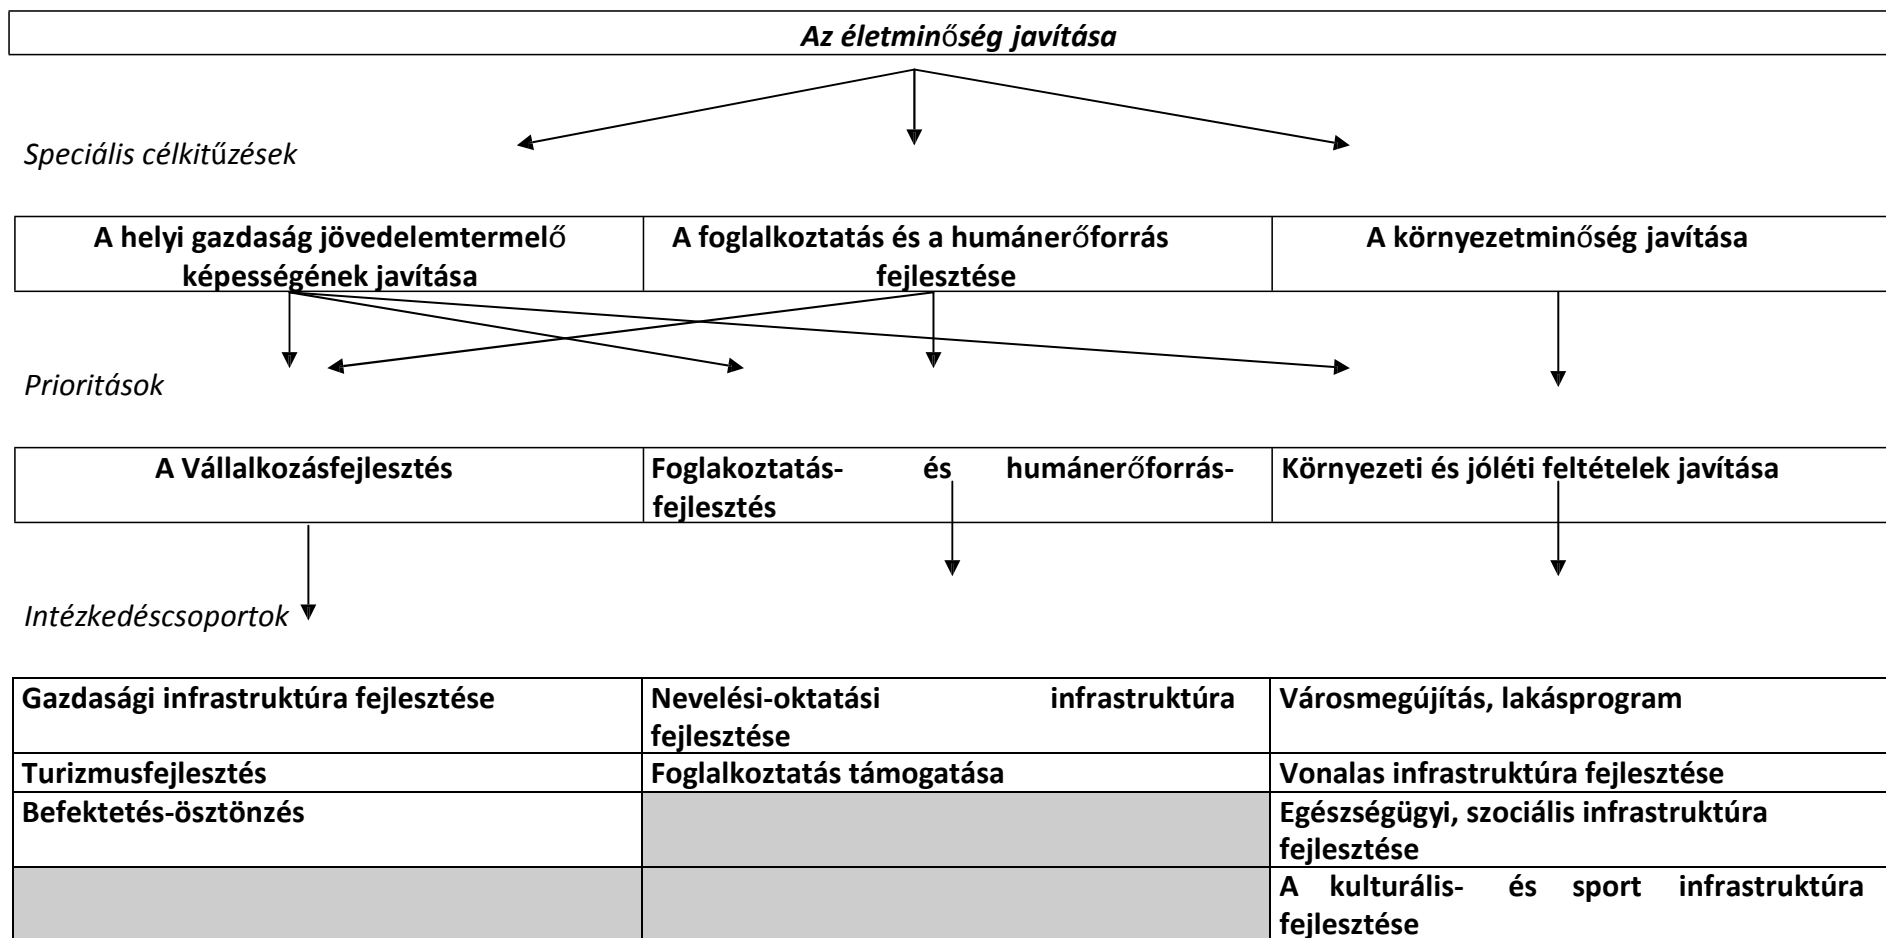 Az életminőség javítása
Speciális célkitűzések
A helyi gazdaság jövedelemtermelő
képességének javítása
A foglalkoztatás és a humánerőforrás
fejlesztése
A környezetminőség javítása
Prioritások
A Vállalkozásfejlesztés
Foglakoztatás- és humánerőforrás-
fejlesztés
Környezeti és jóléti feltételek javítása
Intézkedéscsoportok
Gazdasági infrastruktúra fejlesztése
Nevelési-oktatási infrastruktúra
fejlesztése
Városmegújítás, lakásprogram
Turizmusfejlesztés
Foglalkoztatás támogatása
Vonalas infrastruktúra fejlesztése
Befektetés-ösztönzés
Egészségügyi, szociális infrastruktúra
fejlesztése
A kulturális- és sport infrastruktúra
fejlesztése